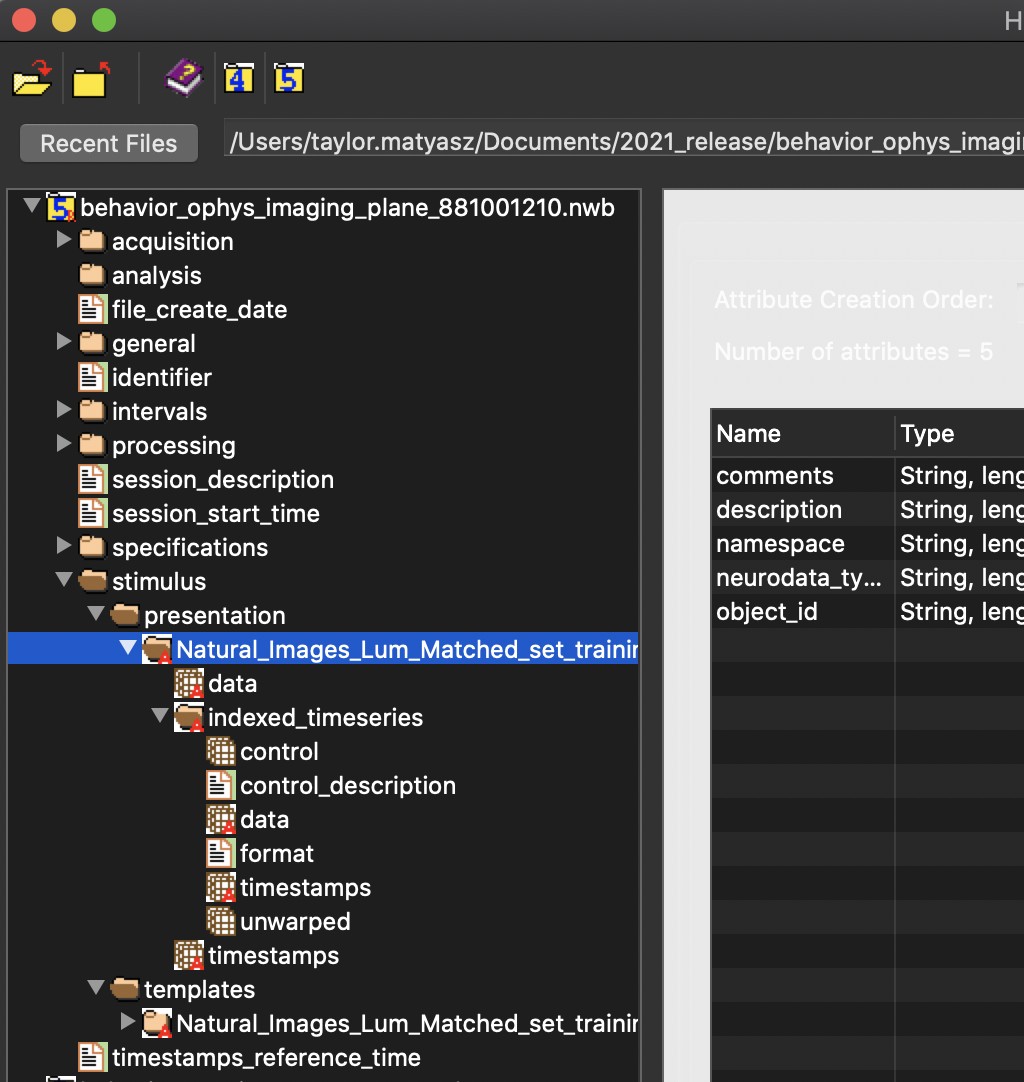 H
4
5
Recent Files
/Users/taylor.matyasz/Documents/2021_release/behavior_ophys_imagi
5 behavior_ophys_imaging_plane_881001210.nwb
acquisition
analysis
file_create_date
general
identifier
intervals
processing
session_description
session_start_time
specifications
stimulus
presentation
Natural_Images_Lum_Matched_set_trainin
data
indexed_timeseries
control
control_description
data
format
timestamps
unwarped
timestamps
templates
Natural_Images_Lum_Matched_set_trainin
timestamps_reference_time
Attribute Creation Order:
Number of attributes = 5
Name Type
comments String, leng
description String, leng
namespace String, leng
neurodata_ty... String, leng
object_id String, leng